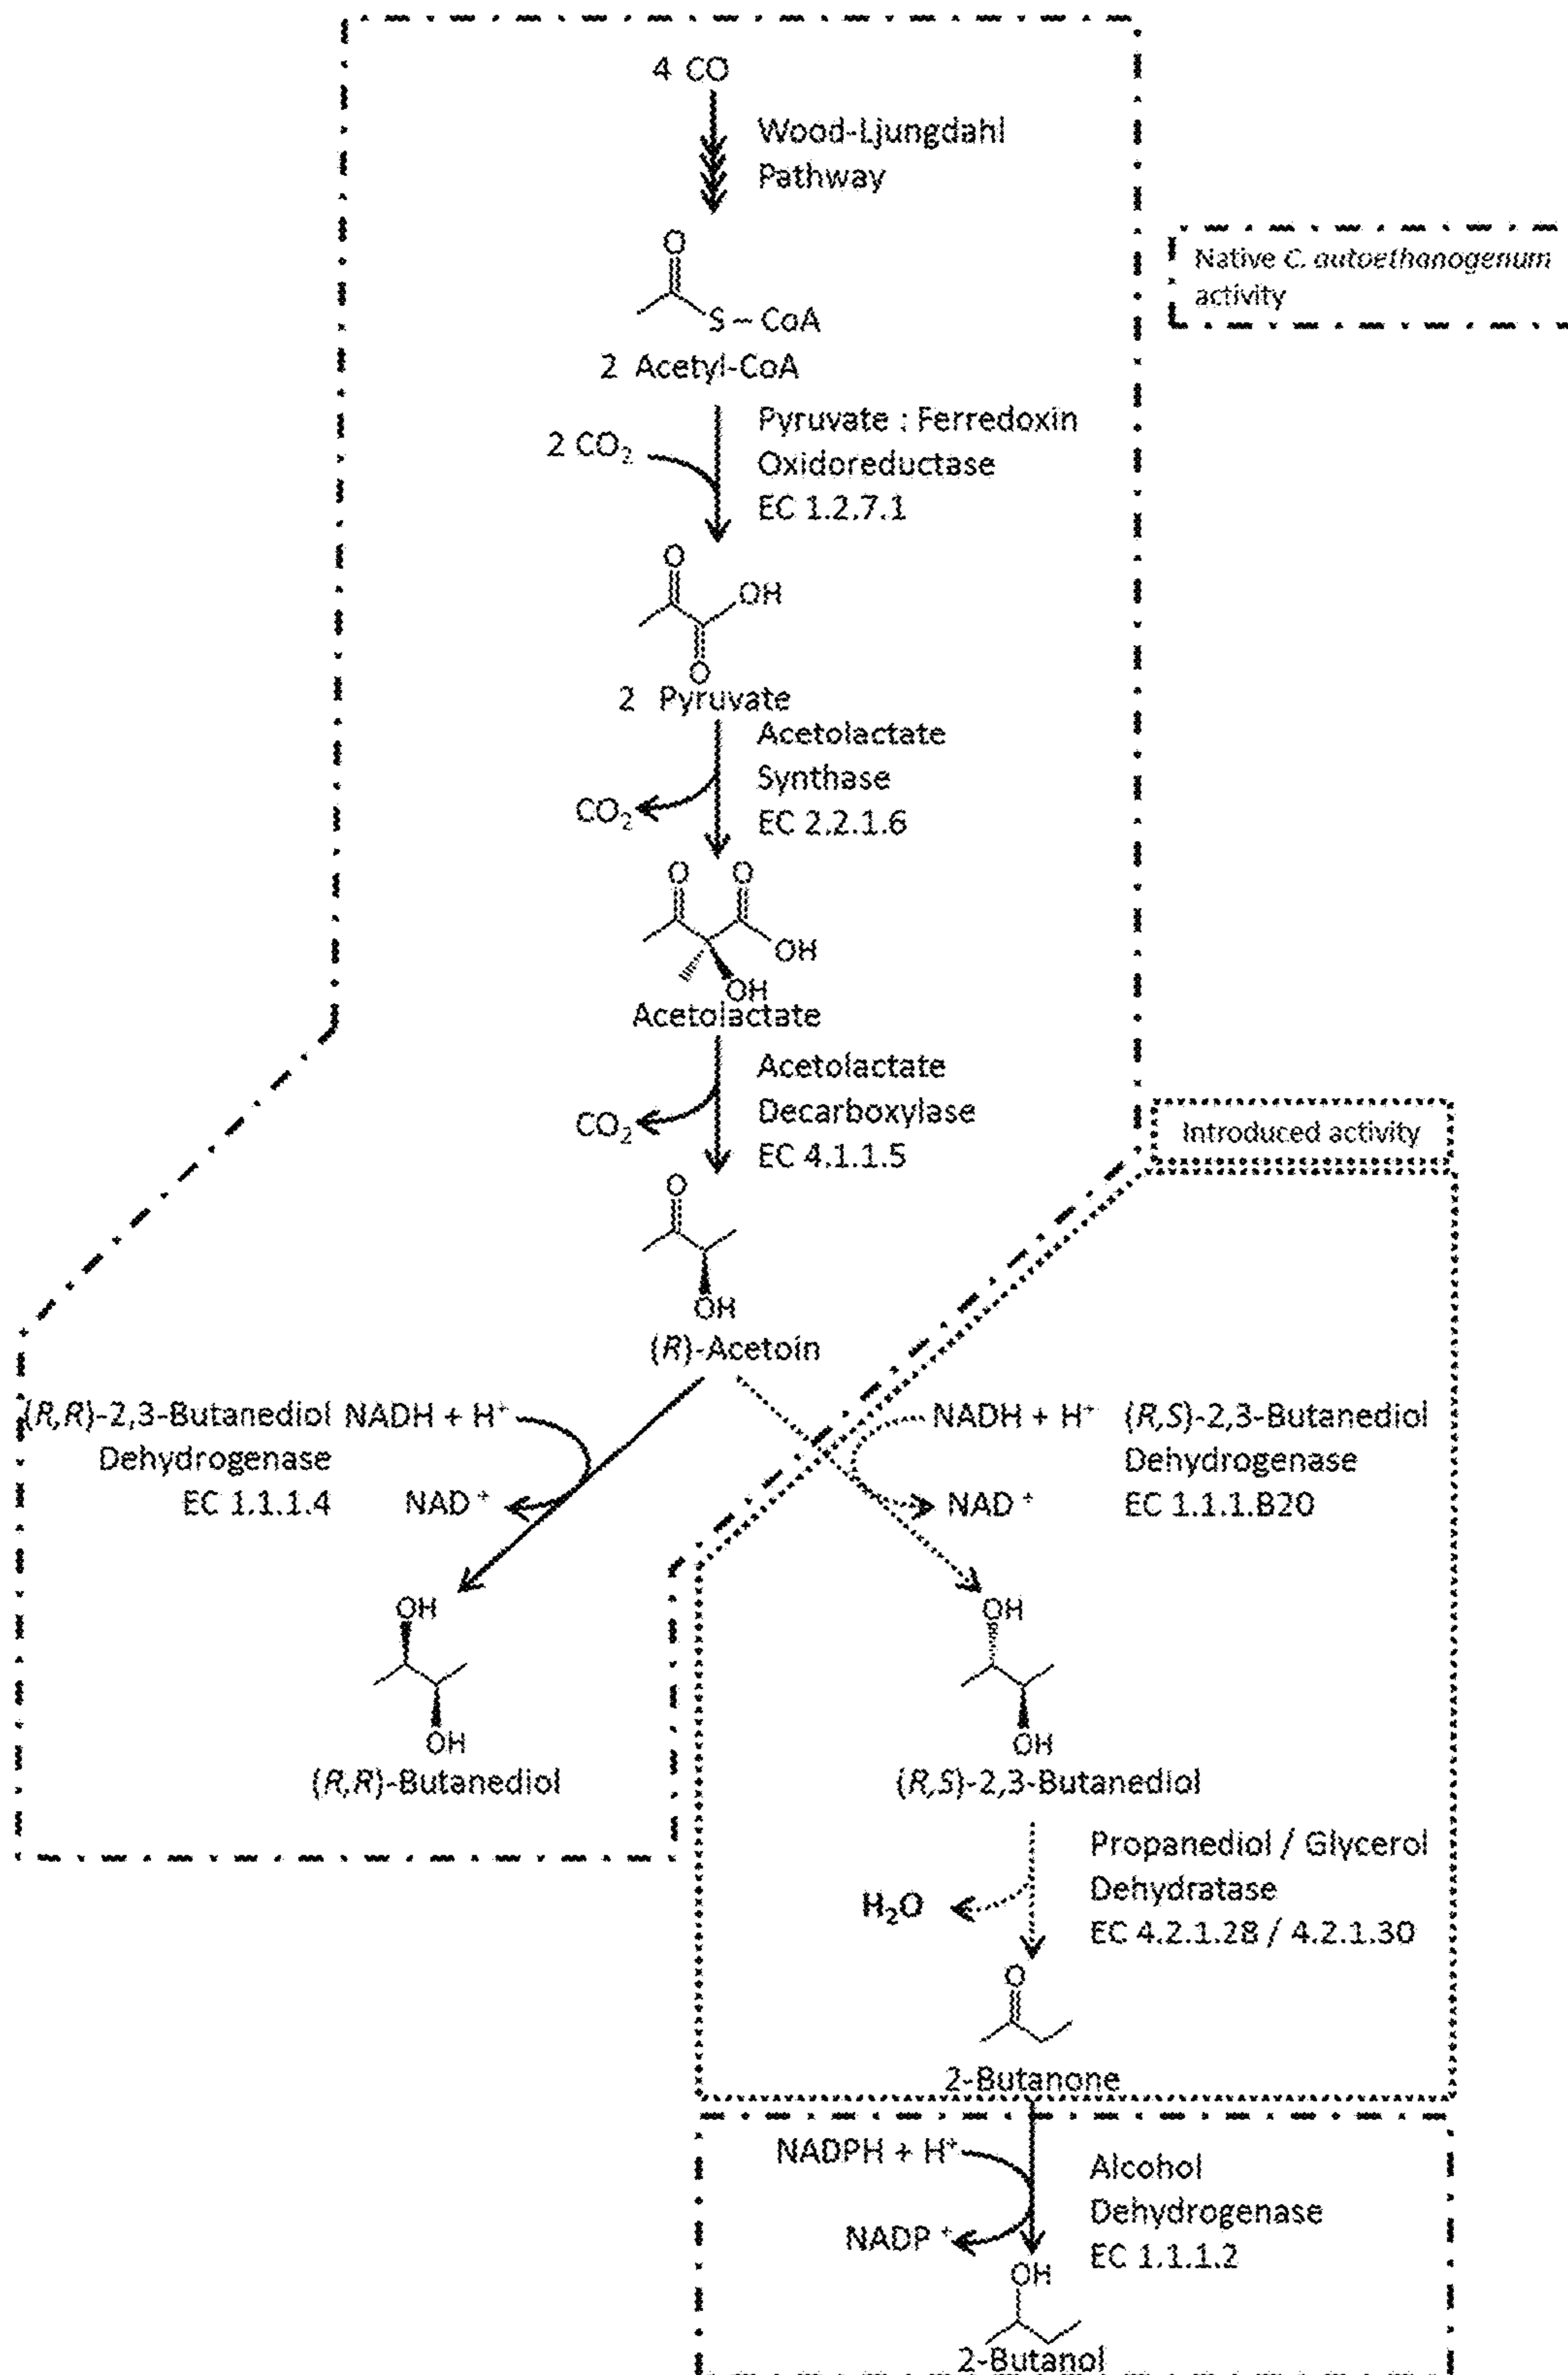 4 CO
Wood-Ljungdahl
Pathway
O
S – CoA
2 Acetyl-CoA
Native C. autoethanogenum
activity
Pyruvate : Ferredoxin
2 CO2
Oxidoreductase
EC 1.2.7.1
O
OH
O
2 Pyruvate
Acetolactate
Synthase
CO2
EC 2.2.1.6
O O
OH
OH
Acetolactate
Acetolactate
Decarboxylase
CO2
EC 4.1.1.5
Introduced activity
O
OH
(R)-Acetoin
(R,R)-2,3-Butanediol
Dehydrogenase
EC 1.1.1.4
NADH + H+
NAD +
NADH + H+
NAD +
(R,S)-2,3-Butanediol
Dehydrogenase
EC 1.1.1.B20
OH
OH
(R,R)-Butanediol
OH
OH
(R,S)-2,3-Butanediol
Propanediol / Glycerol
Dehydratase
EC 4.2.1.28 / 4.2.1.30
H2O
O
2-Butanone
NADPH + H+
NADP +
Alcohol
Dehydrogenase
EC 1.1.1.2
OH
2-Butanol